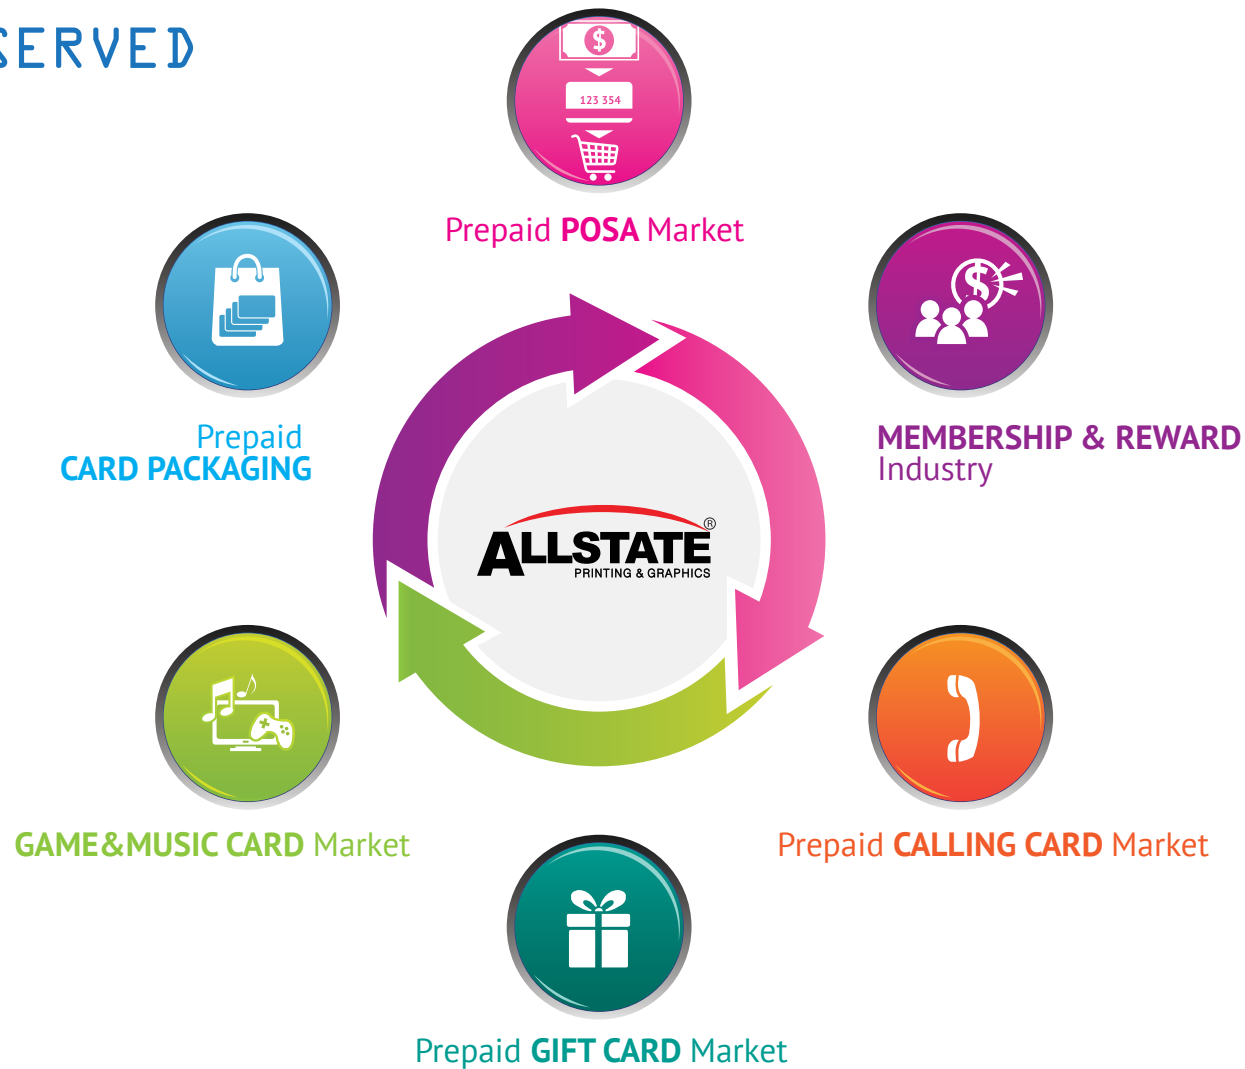 SERVED
$
123 354
Prepaid POSA Market
$
Prepaid
CARD PACKAGING
MEMBERSHIP & REWARD
Industry
ALLSTATE®
PRINTING & GRAPHICS
GAME&MUSIC CARD Market
Prepaid CALLING CARD Market
Prepaid GIFT CARD Market